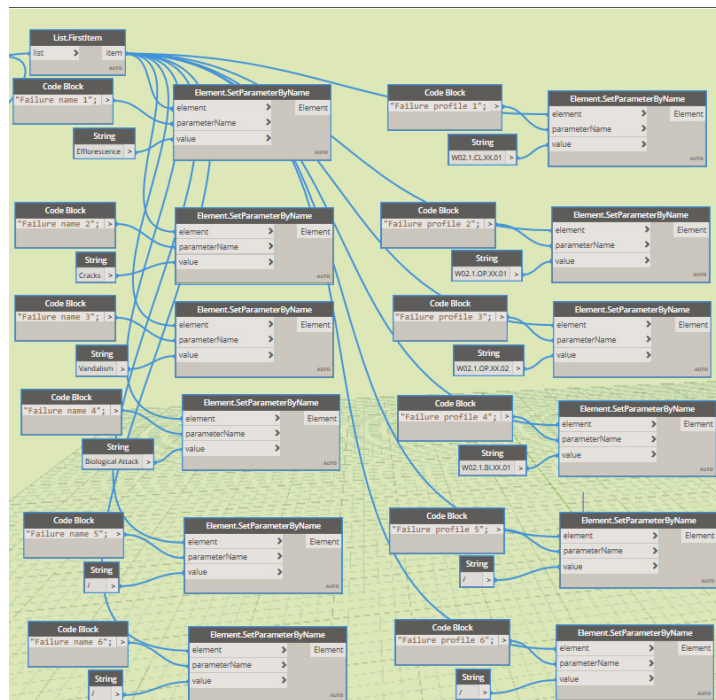 List.FirstItem
list > item
AUTO
Code Block
"Failure name 1"; >
String
Efflorescence >
Element.SetParameterByName
element > Element
parameterName >
value >
AUTO
Code Block
"Failure profile 1"; >
String
W02.1.CL.XX.01 >
Element.SetParameterByName
element > Element
parameterName >
value >
AUTO
Code Block
"Failure name 2"; >
String
Cracks >
Element.SetParameterByName
element > Element
parameterName >
value >
AUTO
Code Block
"Failure profile 2"; >
String
W02.1.OP.XX.01 >
Element.SetParameterByName
element > Element
parameterName >
value >
AUTO
Code Block
"Failure name 3"; >
String
Vandalism >
Element.SetParameterByName
element > Element
parameterName >
value >
AUTO
Code Block
"Failure profile 3"; >
String
W02.1.OP.XX.02 >
Element.SetParameterByName
element > Element
parameterName >
value >
AUTO
Code Block
"Failure name 4"; >
String
Biological Attack >
Element.SetParameterByName
element > Element
parameterName >
value >
AUTO
Code Block
"Failure profile 4"; >
String
W02.1.BI.XX.01 >
Element.SetParameterByName
element > Element
parameterName >
value >
AUTO
Code Block
"Failure name 5"; >
String
/ >
Element.SetParameterByName
element > Element
parameterName >
value >
AUTO
Code Block
"Failure profile 5"; >
String
/ >
Element.SetParameterByName
element > Element
parameterName >
value >
AUTO
Code Block
"Failure name 6"; >
String
/ >
Element.SetParameterByName
element > Element
parameterName >
value >
AUTO
Code Block
"Failure profile 6"; >
String
/ >
Element.SetParameterByName
element > Element
parameterName >
value >
AUTO